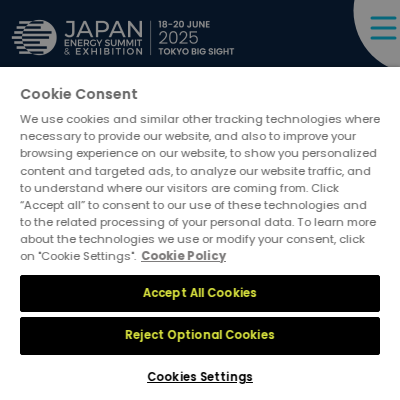 JAPAN
ENERGY SUMMIT
& EXHIBITION
18-20 JUNE
2025
TOKYO BIG SIGHT
Cookie Consent
We use cookies and similar other tracking technologies where
necessary to provide our website, and also to improve your
browsing experience on our website, to show you personalized
content and targeted ads, to analyze our website traffic, and
to understand where our visitors are coming from. Click
“Accept all” to consent to our use of these technologies and
to the related processing of your personal data. To learn more
about the technologies we use or modify your consent, click
on "Cookie Settings". Cookie Policy
Accept All Cookies
Reject Optional Cookies
Cookies Settings